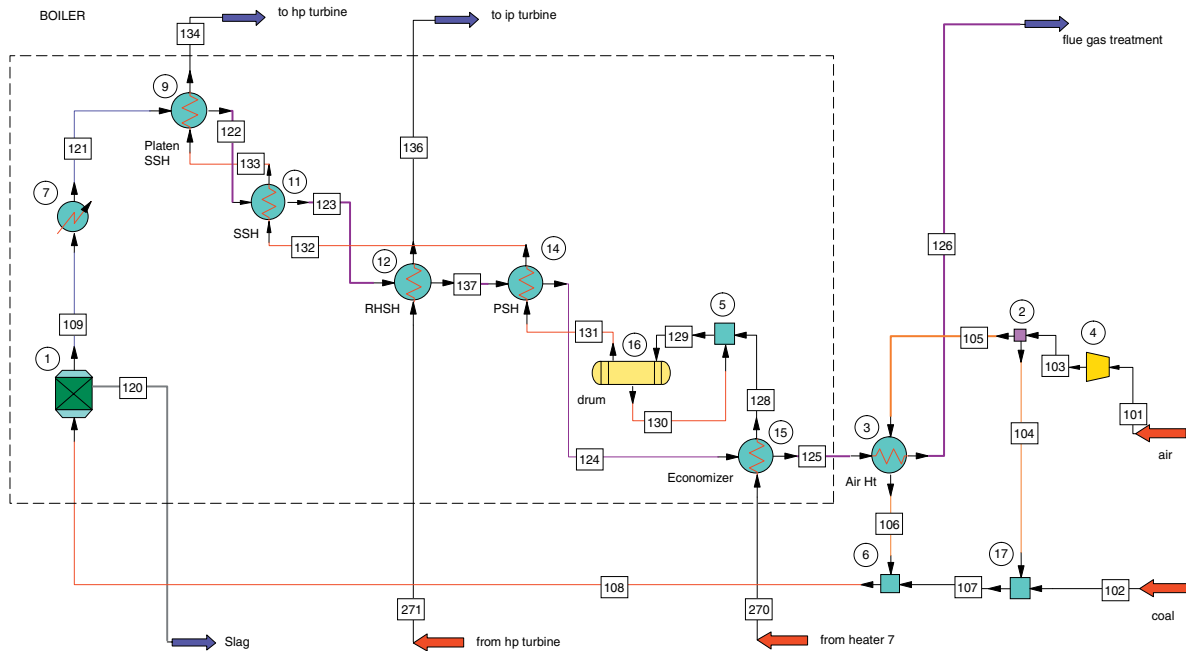 BOILER
to hp turbine
to ip turbine
flue gas treatment
134
9
122
121
Platen
SSH
133
136
11
7
123
SSH
132
14
126
12
137
RHSH
PSH
5
2
105
4
109
131
16
129
103
1
120
drum
128
101
130
15
3
104
124
125
air
Economizer
Air Ht
106
6
17
108
107
102
271
270
coal
Slag
from hp turbine
from heater 7